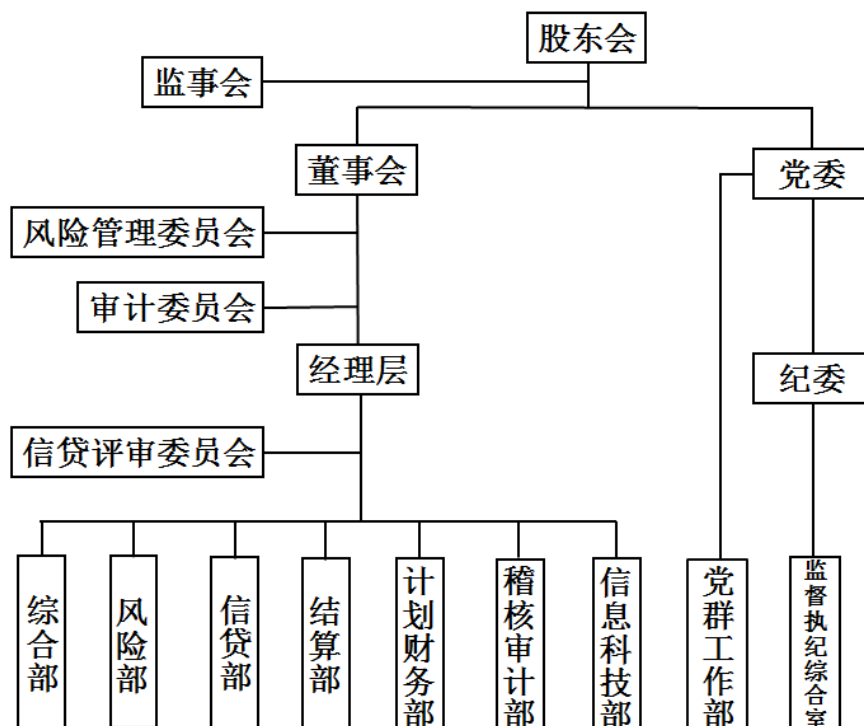 股东会
监事会
董事会
党委
风险管理委员会
审计委员会
经理层
纪委
信贷评审委员会
综合部
风险部
信贷部
结算部
计划财务部
稽核审计部
信息科技部
党群工作部
监督执纪综合室